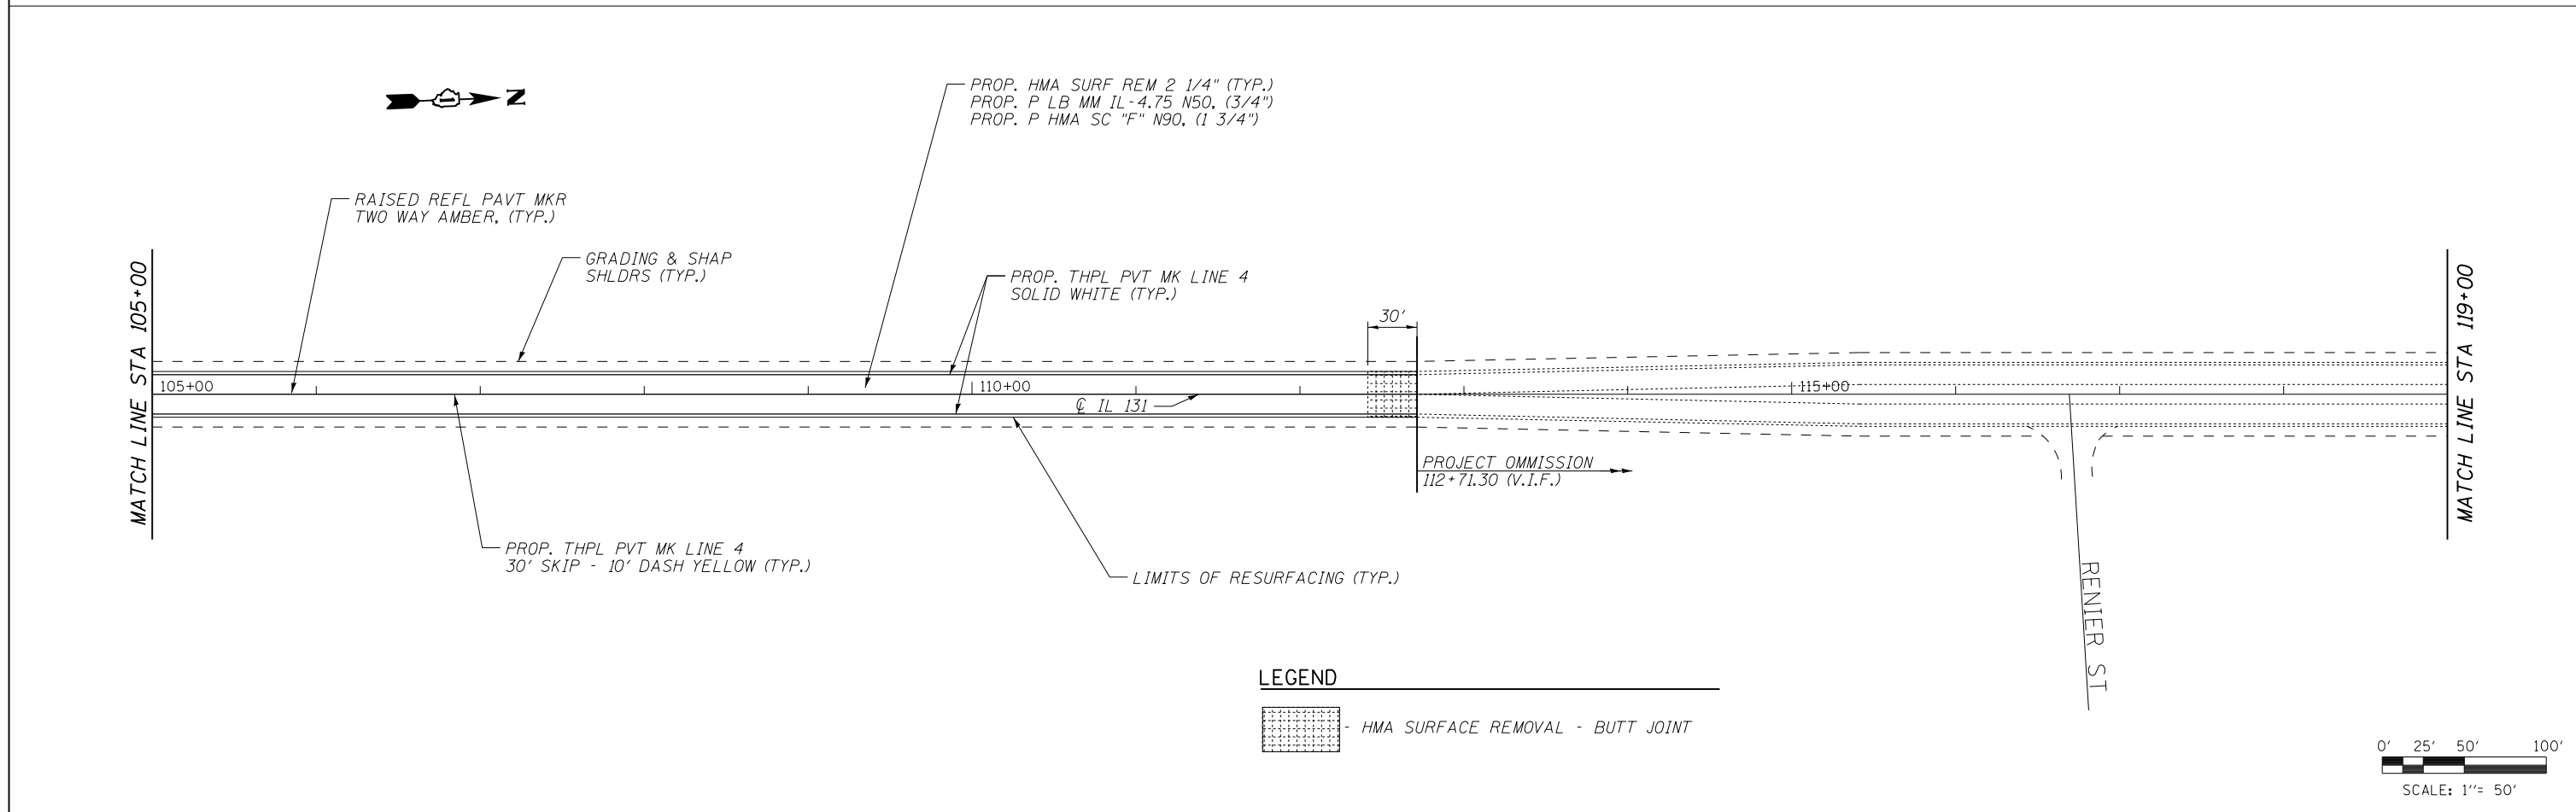 N
PROP. HMA SURF REM 2 1/4" (TYP.)
PROP. P LB MM IL-4.75 N50, (3/4")
PROP. P HMA SC "F" N90, (1 3/4")
RAISED REFL PAVT MKR
TWO WAY AMBER, (TYP.)
GRADING & SHAP
SHLDRS (TYP.)
PROP. THPL PVT MK LINE 4
SOLID WHITE (TYP.)
30'
MATCH LINE STA 105+00
105+00
110+00
115+00
℄ IL 131
MATCH LINE STA 119+00
PROJECT OMMISSION
112+71.30 (V.I.F.)
PROP. THPL PVT MK LINE 4
30' SKIP - 10' DASH YELLOW (TYP.)
LIMITS OF RESURFACING (TYP.)
RENIER ST
LEGEND
- HMA SURFACE REMOVAL - BUTT JOINT
0' 25' 50' 100'
SCALE: 1"= 50'